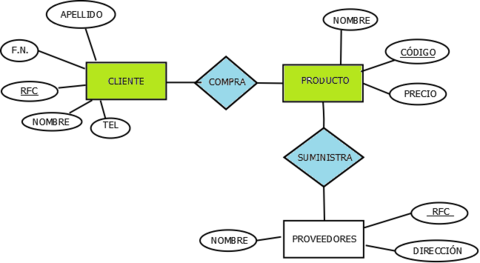 APELLIDO
NOMBRE
F.N.
CÓDIGO
CLIENTE
COMPRA
PRODUCTO
RFC
PRECIO
NOMBRE
TEL
SUMINISTRA
RFC
NOMBRE
PROVEEDORES
DIRECCIÓN